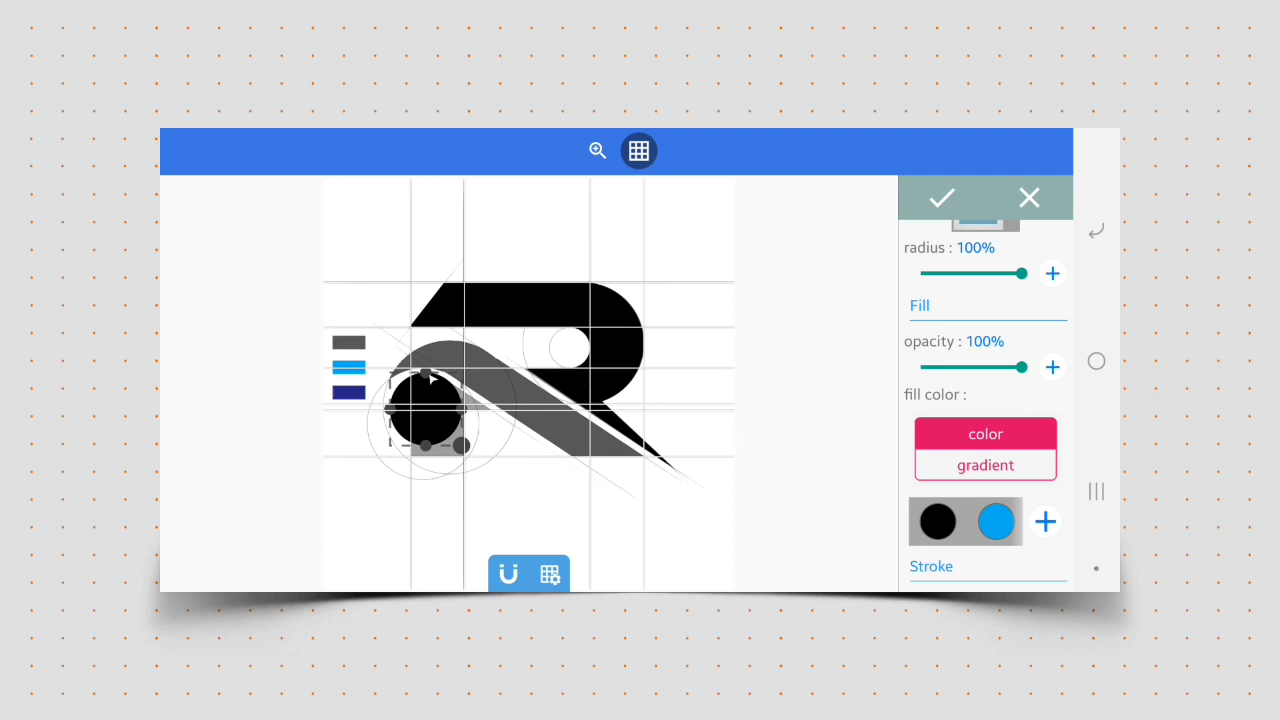 radius : 100%
Fill
opacity : 100%
fill color :
color
gradient
Stroke